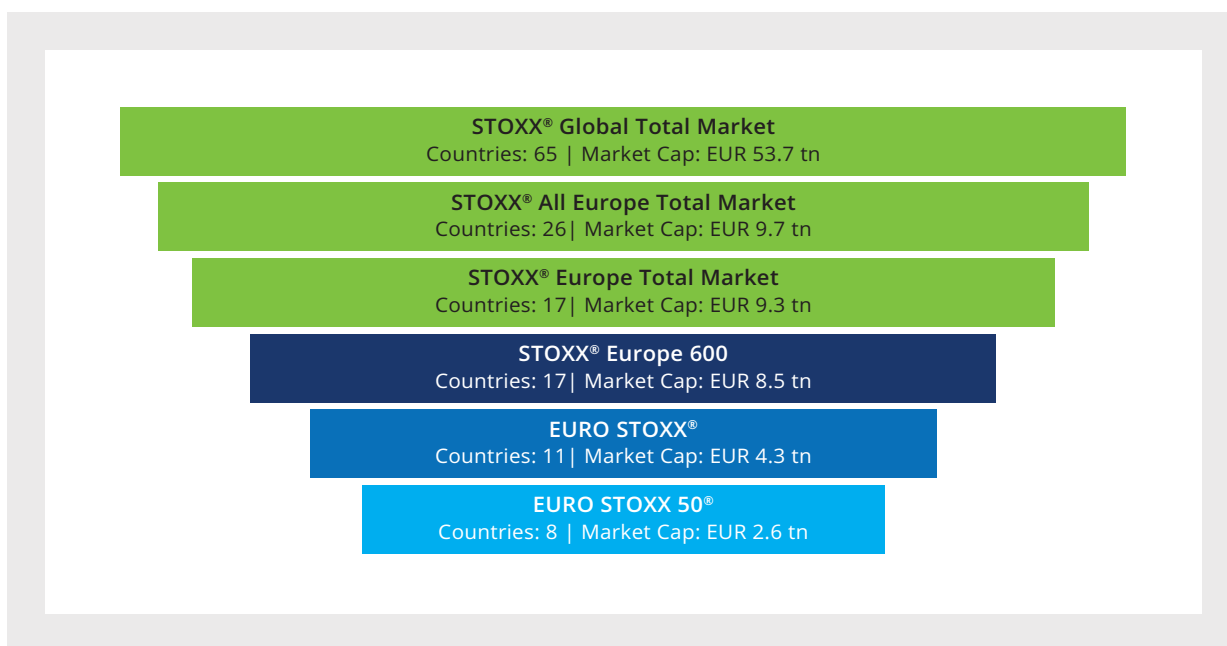 STOXX® Global Total Market
Countries: 65 | Market Cap: EUR 53.7 tn
STOXX® All Europe Total Market
Countries: 26| Market Cap: EUR 9.7 tn
STOXX® Europe Total Market
Countries: 17| Market Cap: EUR 9.3 tn
STOXX® Europe 600
Countries: 17| Market Cap: EUR 8.5 tn
EURO STOXX®
Countries: 11| Market Cap: EUR 4.3 tn
EURO STOXX 50®
Countries: 8 | Market Cap: EUR 2.6 tn